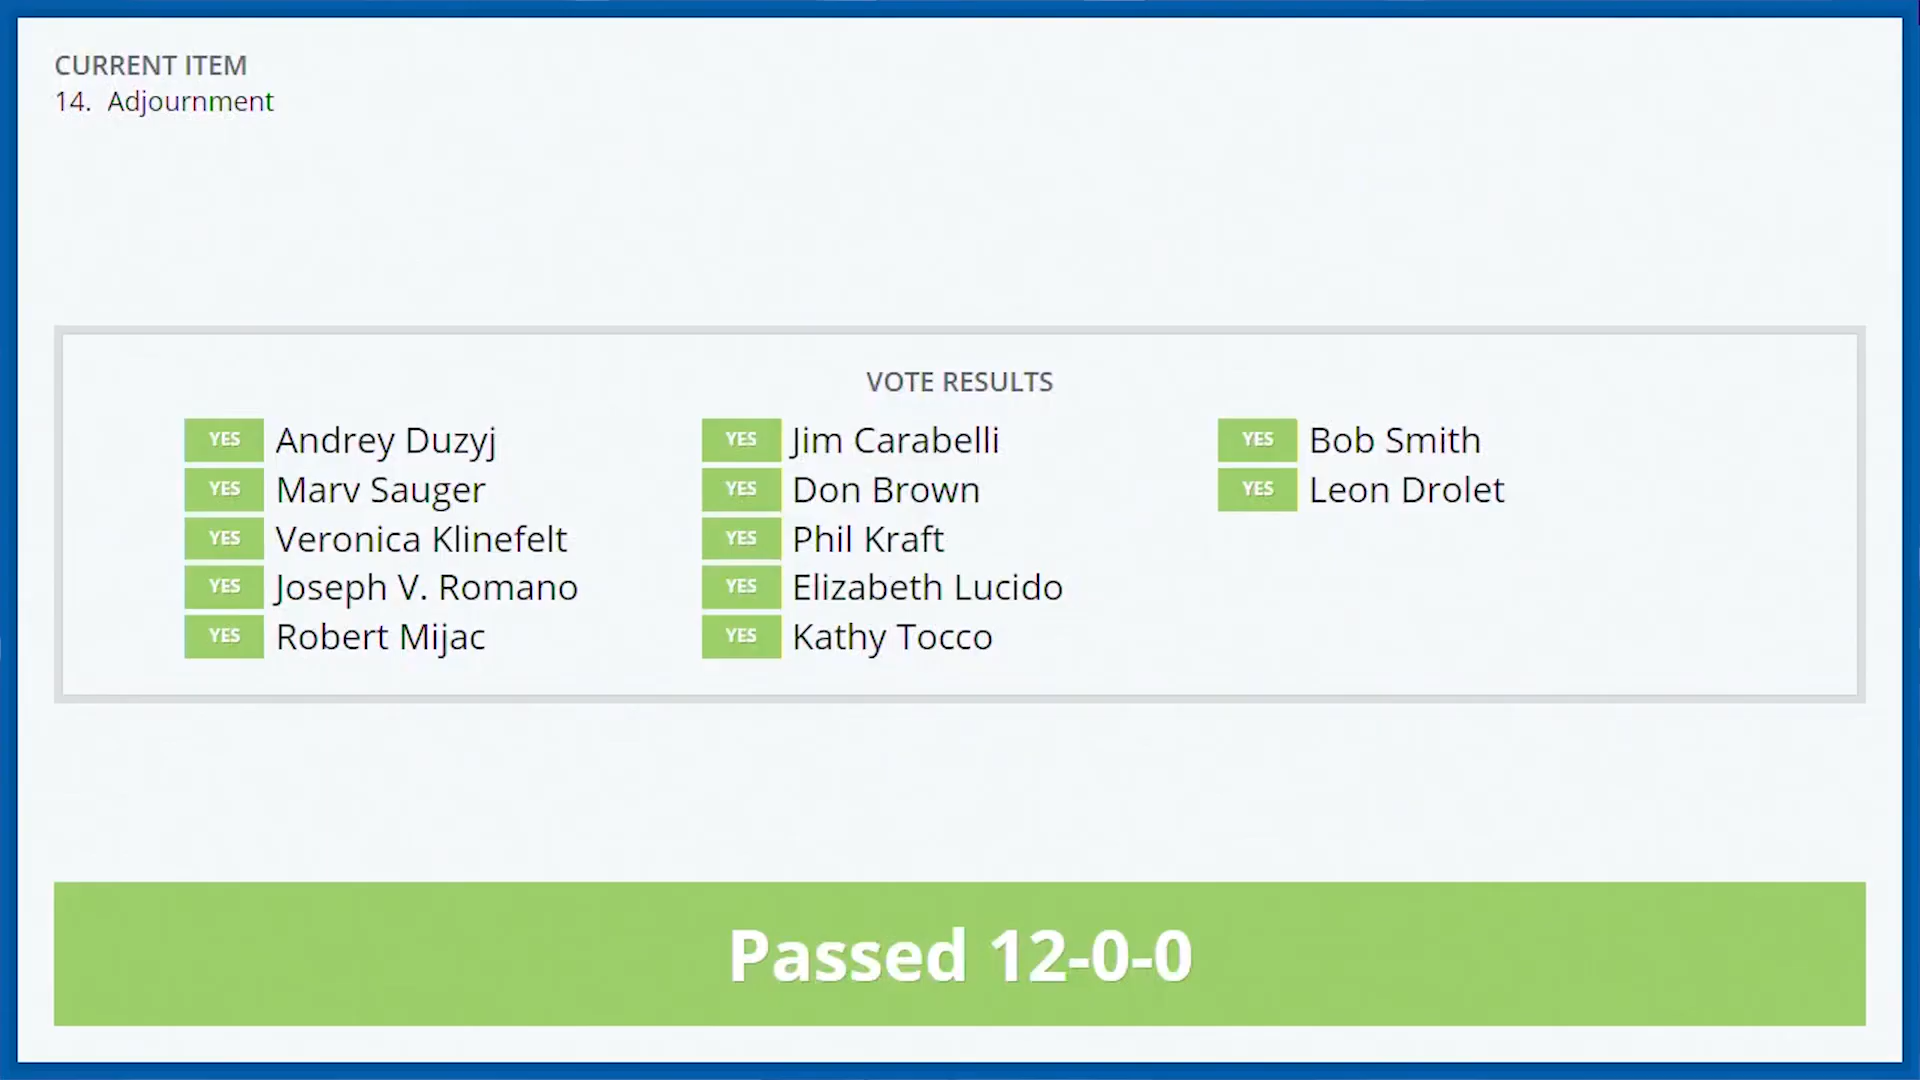 CURRENT ITEM
14. Adjournment
VOTE RESULTS
YES Andrey Duzyj
YES Marv Sauger
YES Veronica Klinefelt
YES Joseph V. Romano
YES Robert Mijac
YES Jim Carabelli
YES Don Brown
YES Phil Kraft
YES Elizabeth Lucido
YES Kathy Tocco
YES Bob Smith
YES Leon Drolet
Passed 12-0-0